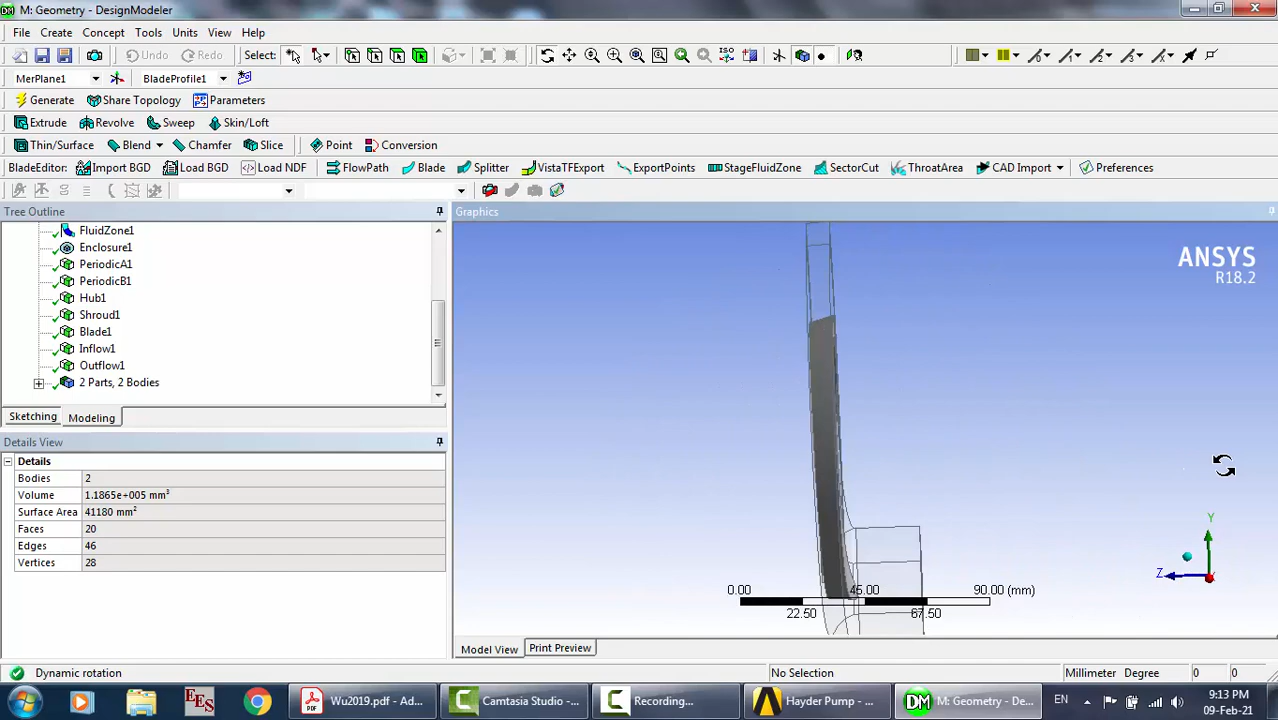 M: Geometry - DesignModeler
File Create Concept Tools Units View Help
Undo Redo Select: ISO
MerPlane1 BladeProfile1
Generate Share Topology Parameters
Extrude Revolve Sweep Skin/Loft
Thin/Surface Blend Chamfer Slice Point Conversion
BladeEditor: Import BGD Load BGD Load NDF FlowPath Blade Splitter VistaTFExport ExportPoints StageFluidZone SectorCut ThroatArea CAD Import Preferences
Tree Outline
FluidZone1
Enclosure1
PeriodicA1
PeriodicB1
Hub1
Shroud1
Blade1
Inflow1
Outflow1
2 Parts, 2 Bodies
Sketching Modeling
Details View
Details
Bodies 2
Volume 1.1865e+005 mm³
Surface Area 41180 mm²
Faces 20
Edges 46
Vertices 28
Graphics
ANSYS
R18.2
Y
Z
0.00 45.00 90.00 (mm)
22.50 67.50
Model View Print Preview
Dynamic rotation No Selection Millimeter Degree 0 0
EES PDF Wu2019.pdf - Ad... Camtasia Studio - ... Recording... Hayder Pump - ... DM M: Geometry - De... EN 9:13 PM
09-Feb-21